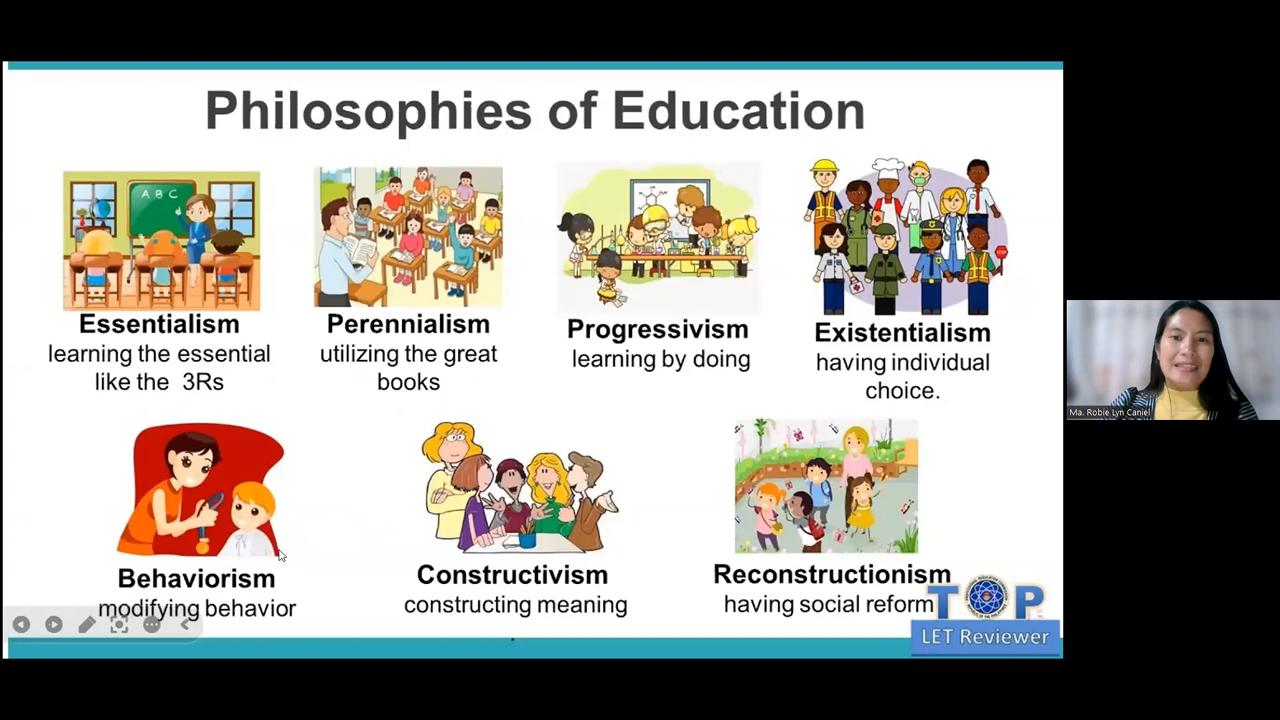 Philosophies of Education
A B C
Essentialism
learning the essential
like the 3Rs
Perennialism
utilizing the great
books
Progressivism
learning by doing
Existentialism
having individual
choice.
Behaviorism
modifying behavior
Constructivism
constructing meaning
Reconstructionism
having social reform
TOP
LET Reviewer
Ma. Robie Lyn Caniel